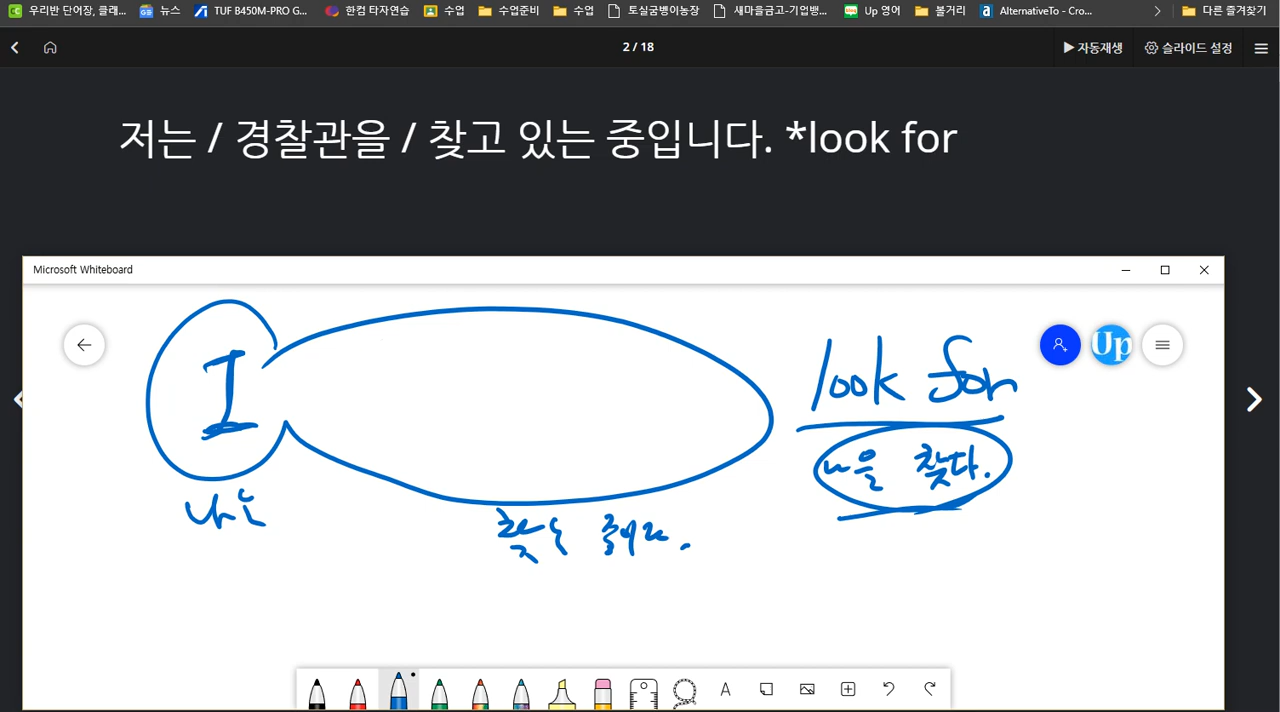 우리반 단어장, 클래... 뉴스 TUF B450M-PRO G... 한컴 타자연습 수업 수업준비 수업 토실굼벵이농장 새마을금고-기업뱅... Up 영어 볼거리 AlternativeTo - Cro... 다른 즐겨찾기
2 / 18 자동재생 슬라이드 설정
저는 / 경찰관을 / 찾고 있는 중입니다. *look for
Microsoft Whiteboard
Up
I look for
~을 찾다.
나는 찾는 중이다.
A